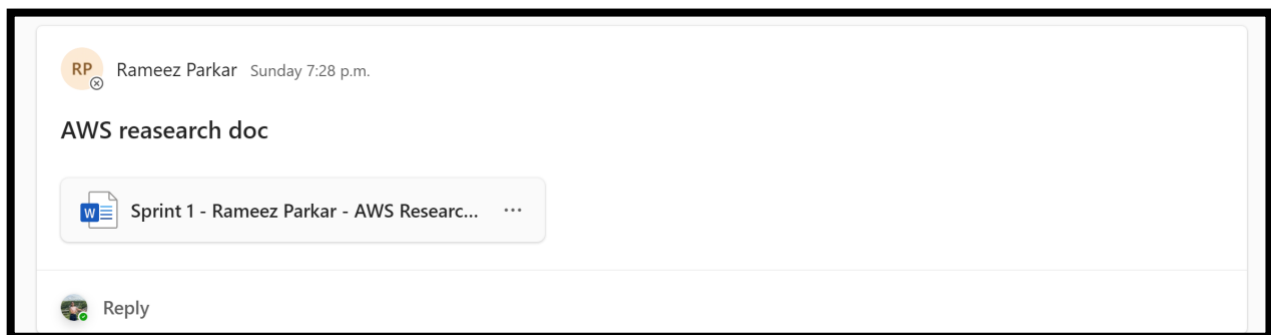 RP
Rameez Parkar Sunday 7:28 p.m.
AWS reasearch doc
W Sprint 1 - Rameez Parkar - AWS Researc... ...
Reply